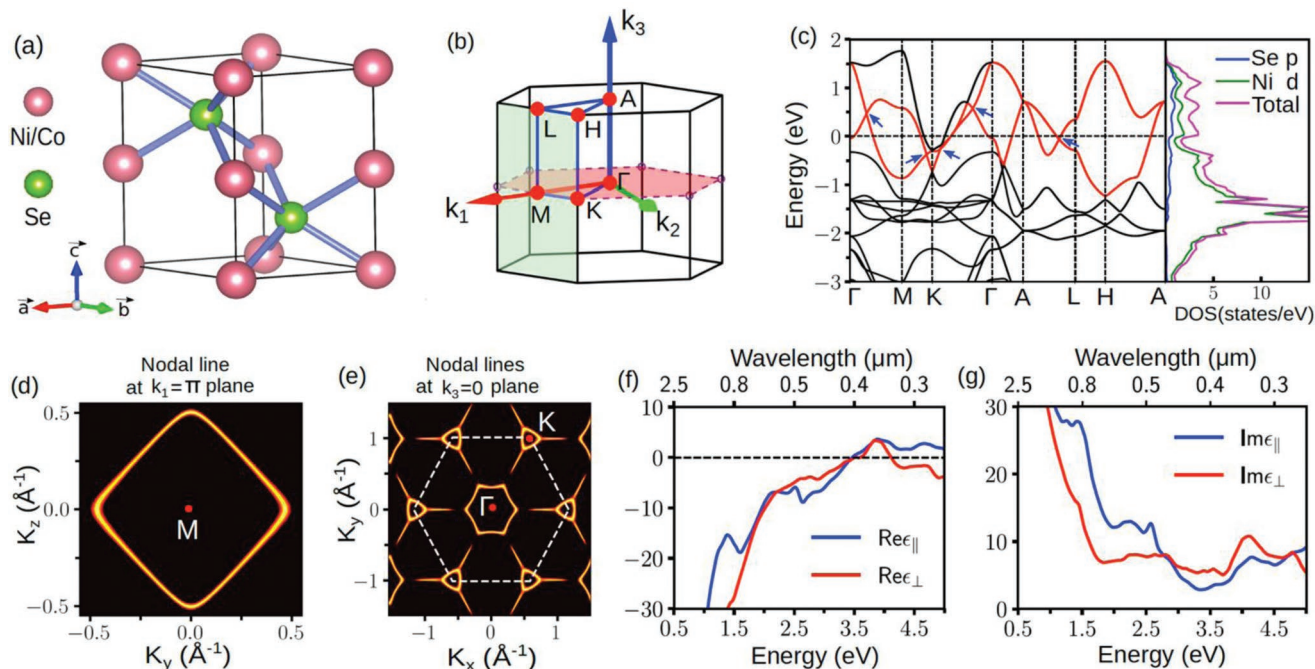 (a)
Ni/Co
Se
c
a
b
(b)
k3
A
L
H
Γ
k1
M
K
k2
(c)
2
1
0
−1
−2
−3
Energy (eV)
Γ M K Γ A L H A
Se p
Ni d
Total
5 10
DOS(states/eV)
(d)
Nodal line
at k1=π plane
0.5
0.0
−0.5
Kz (Å-1)
M
−0.5 0.0 0.5
Ky (Å-1)
(e)
Nodal lines
at k3=0 plane
1
0
−1
Ky (Å-1)
K
Γ
−1 0 1
Kx (Å-1)
(f)
Wavelength (μm)
2.5 0.8 0.5 0.4 0.3
10
0
−10
−20
−30
Reϵ∥
Reϵ⊥
0.5 1.5 2.5 3.5 4.5
Energy (eV)
(g)
Wavelength (μm)
2.5 0.8 0.5 0.4 0.3
30
20
10
0
Imϵ∥
Imϵ⊥
0.5 1.5 2.5 3.5 4.5
Energy (eV)